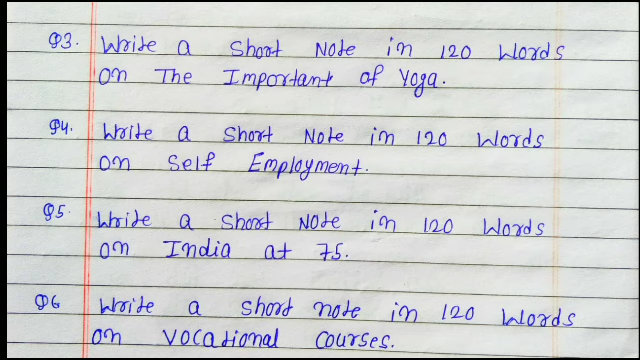 Q3. Write a Short Note in 120 Words
on The Important of Yoga.
Q4. Write a Short Note in 120 Words
on Self Employment.
Q5. Write a Short Note in 120 Words
on India at 75.
Q6 Write a Short note in 120 Words
on Vocational Courses.